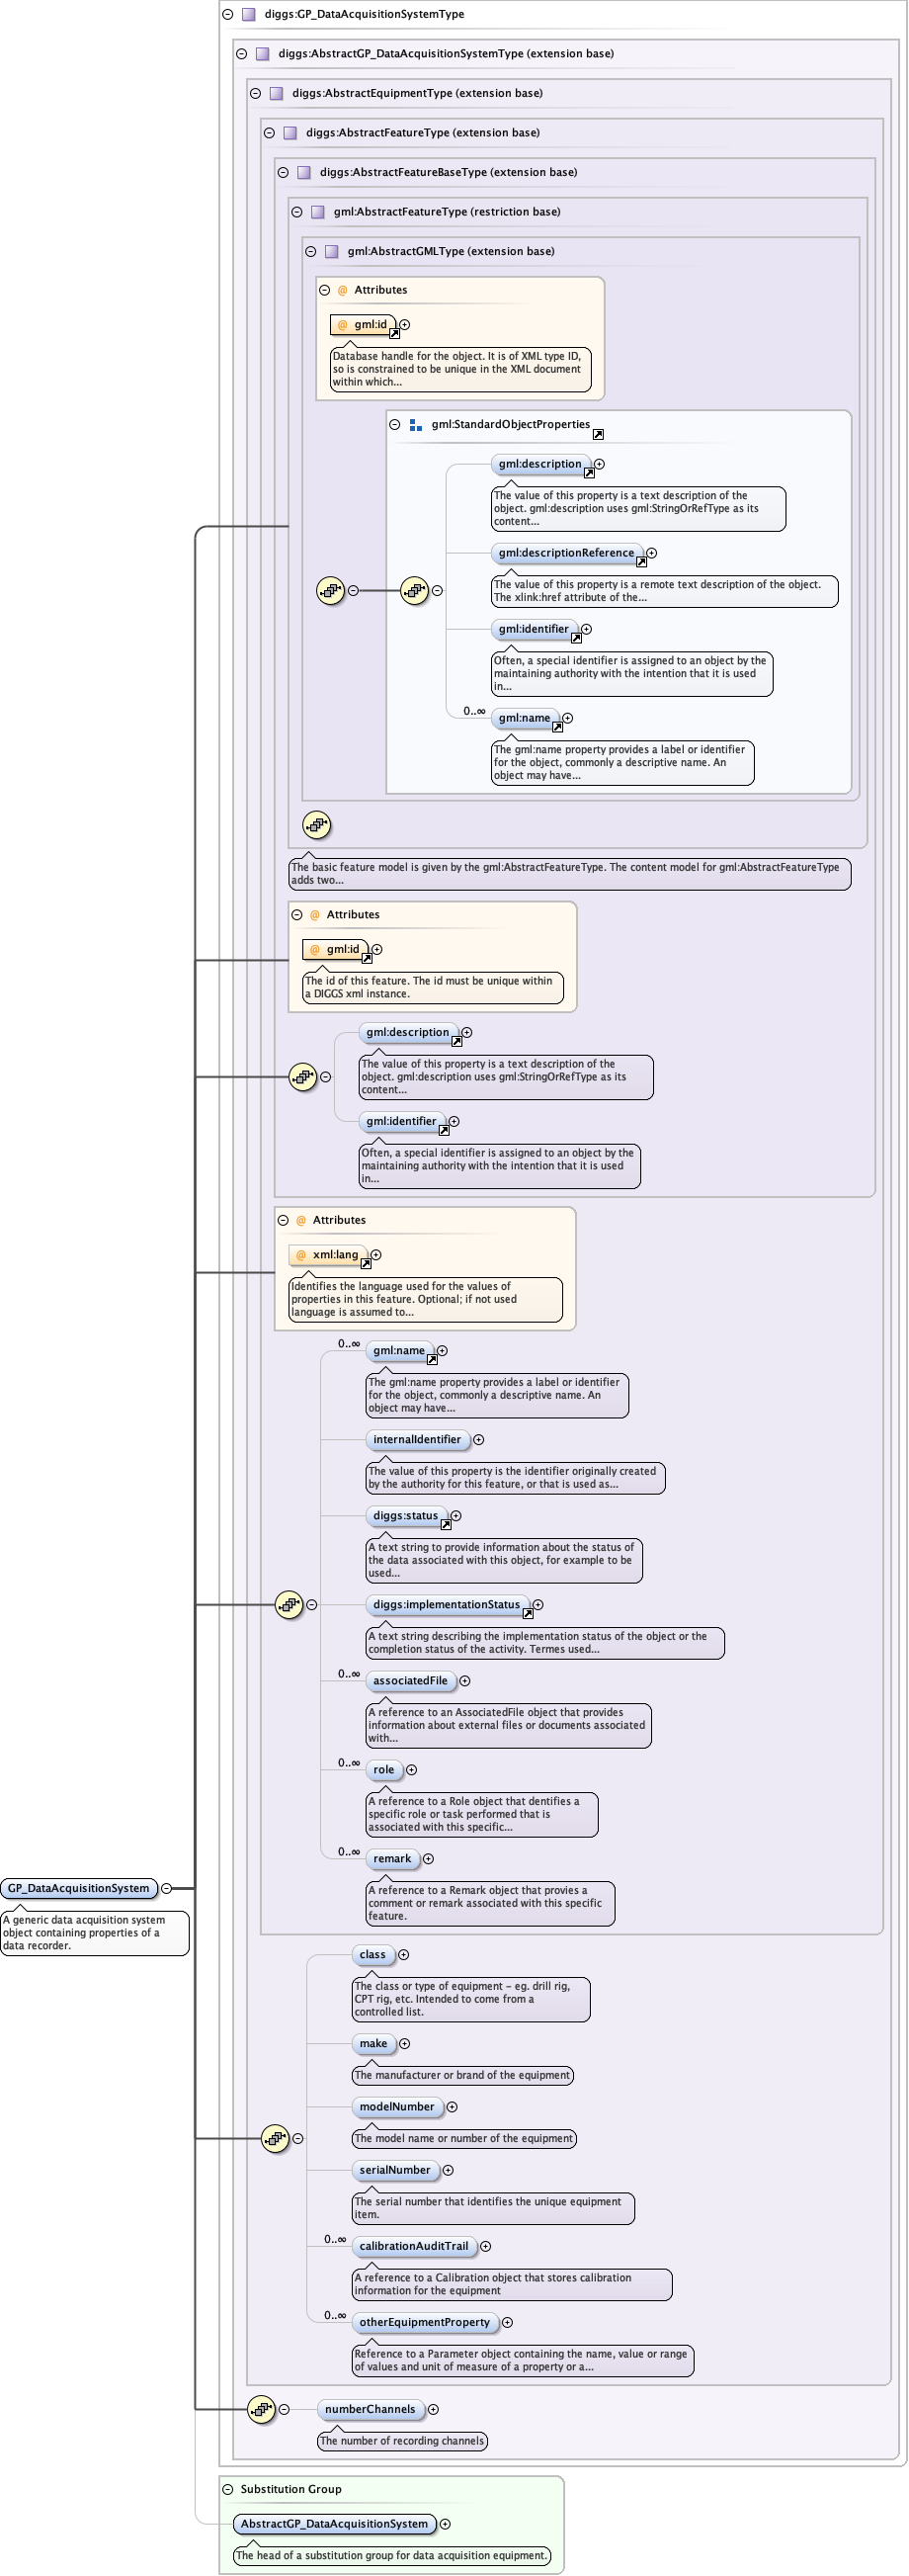 diggs:GP_DataAcquisitionSystemType
diggs:AbstractGP_DataAcquisitionSystemType (extension base)
diggs:AbstractEquipmentType (extension base)
diggs:AbstractFeatureType (extension base)
diggs:AbstractFeatureBaseType (extension base)
gml:AbstractFeatureType (restriction base)
gml:AbstractGMLType (extension base)
@ Attributes
@ gml:id
Database handle for the object. It is of XML type ID,
so is constrained to be unique in the XML document
within which...
gml:StandardObjectProperties
gml:description
The value of this property is a text description of the
object. gml:description uses gml:StringOrRefType as its
content...
gml:descriptionReference
The value of this property is a remote text description of the object.
The xlink:href attribute of the...
gml:identifier
Often, a special identifier is assigned to an object by the
maintaining authority with the intention that it is used
in...
0..∞
gml:name
The gml:name property provides a label or identifier
for the object, commonly a descriptive name. An
object may have...
The basic feature model is given by the gml:AbstractFeatureType. The content model for gml:AbstractFeatureType
adds two...
@ Attributes
@ gml:id
The id of this feature. The id must be unique within
a DIGGS xml instance.
gml:description
The value of this property is a text description of the
object. gml:description uses gml:StringOrRefType as its
content...
gml:identifier
Often, a special identifier is assigned to an object by the
maintaining authority with the intention that it is used
in...
@ Attributes
@ xml:lang
Identifies the language used for the values of
properties in this feature. Optional; if not used
language is assumed to...
0..∞
gml:name
The gml:name property provides a label or identifier
for the object, commonly a descriptive name. An
object may have...
internalIdentifier
The value of this property is the identifier originally created
by the authority for this feature, or that is used as...
diggs:status
A text string to provide information about the status of
the data associated with this object, for example to be
used...
diggs:implementationStatus
A text string describing the implementation status of the object or the
completion status of the activity. Termes used...
0..∞
associatedFile
A reference to an AssociatedFile object that provides
information about external files or documents associated
with...
0..∞
role
A reference to a Role object that dentifies a
specific role or task performed that is
associated with this specific...
0..∞
remark
A reference to a Remark object that provies a
comment or remark associated with this specific
feature.
GP_DataAcquisitionSystem
A generic data acquisition system
object containing properties of a
data recorder.
class
The class or type of equipment - eg. drill rig,
CPT rig, etc. Intended to come from a
controlled list.
make
The manufacturer or brand of the equipment
modelNumber
The model name or number of the equipment
serialNumber
The serial number that identifies the unique equipment
item.
0..∞
calibrationAuditTrail
A reference to a Calibration object that stores calibration
information for the equipment
0..∞
otherEquipmentProperty
Reference to a Parameter object containing the name, value or range
of values and unit of measure of a property or a...
numberChannels
The number of recording channels
Substitution Group
AbstractGP_DataAcquisitionSystem
The head of a substitution group for data acquisition equipment.